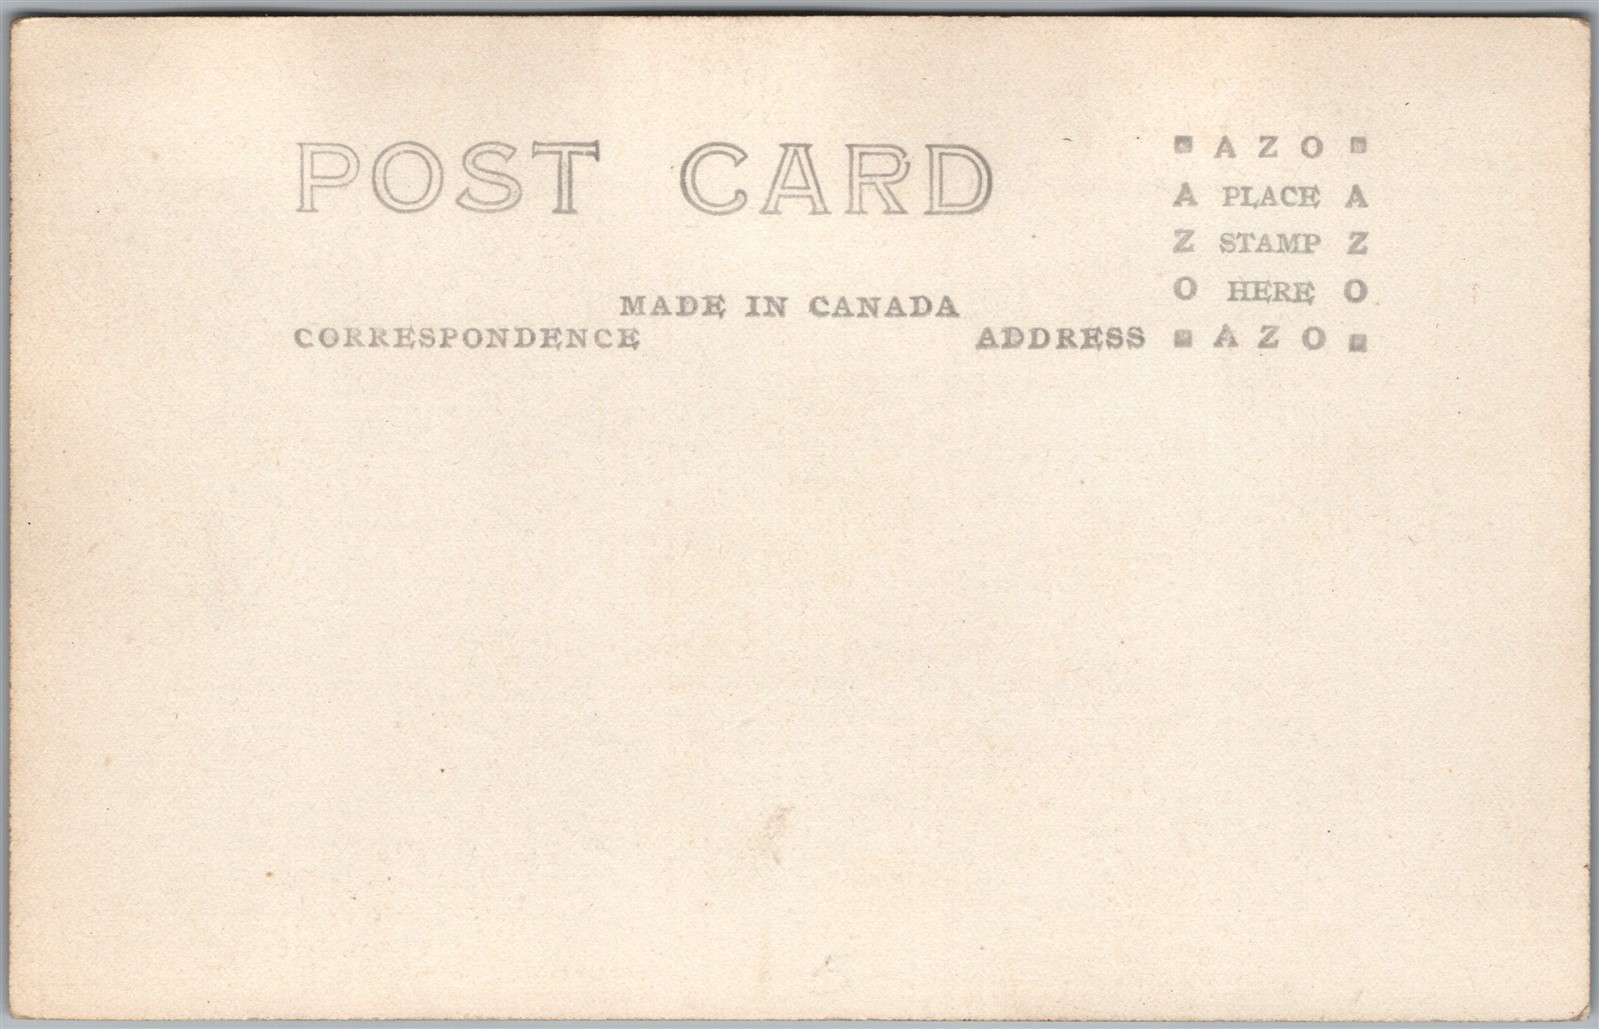 POST CARD
MADE IN CANADA
CORRESPONDENCE
ADDRESS
AZO
A PLACE A
Z STAMP Z
O HERE O
AZO